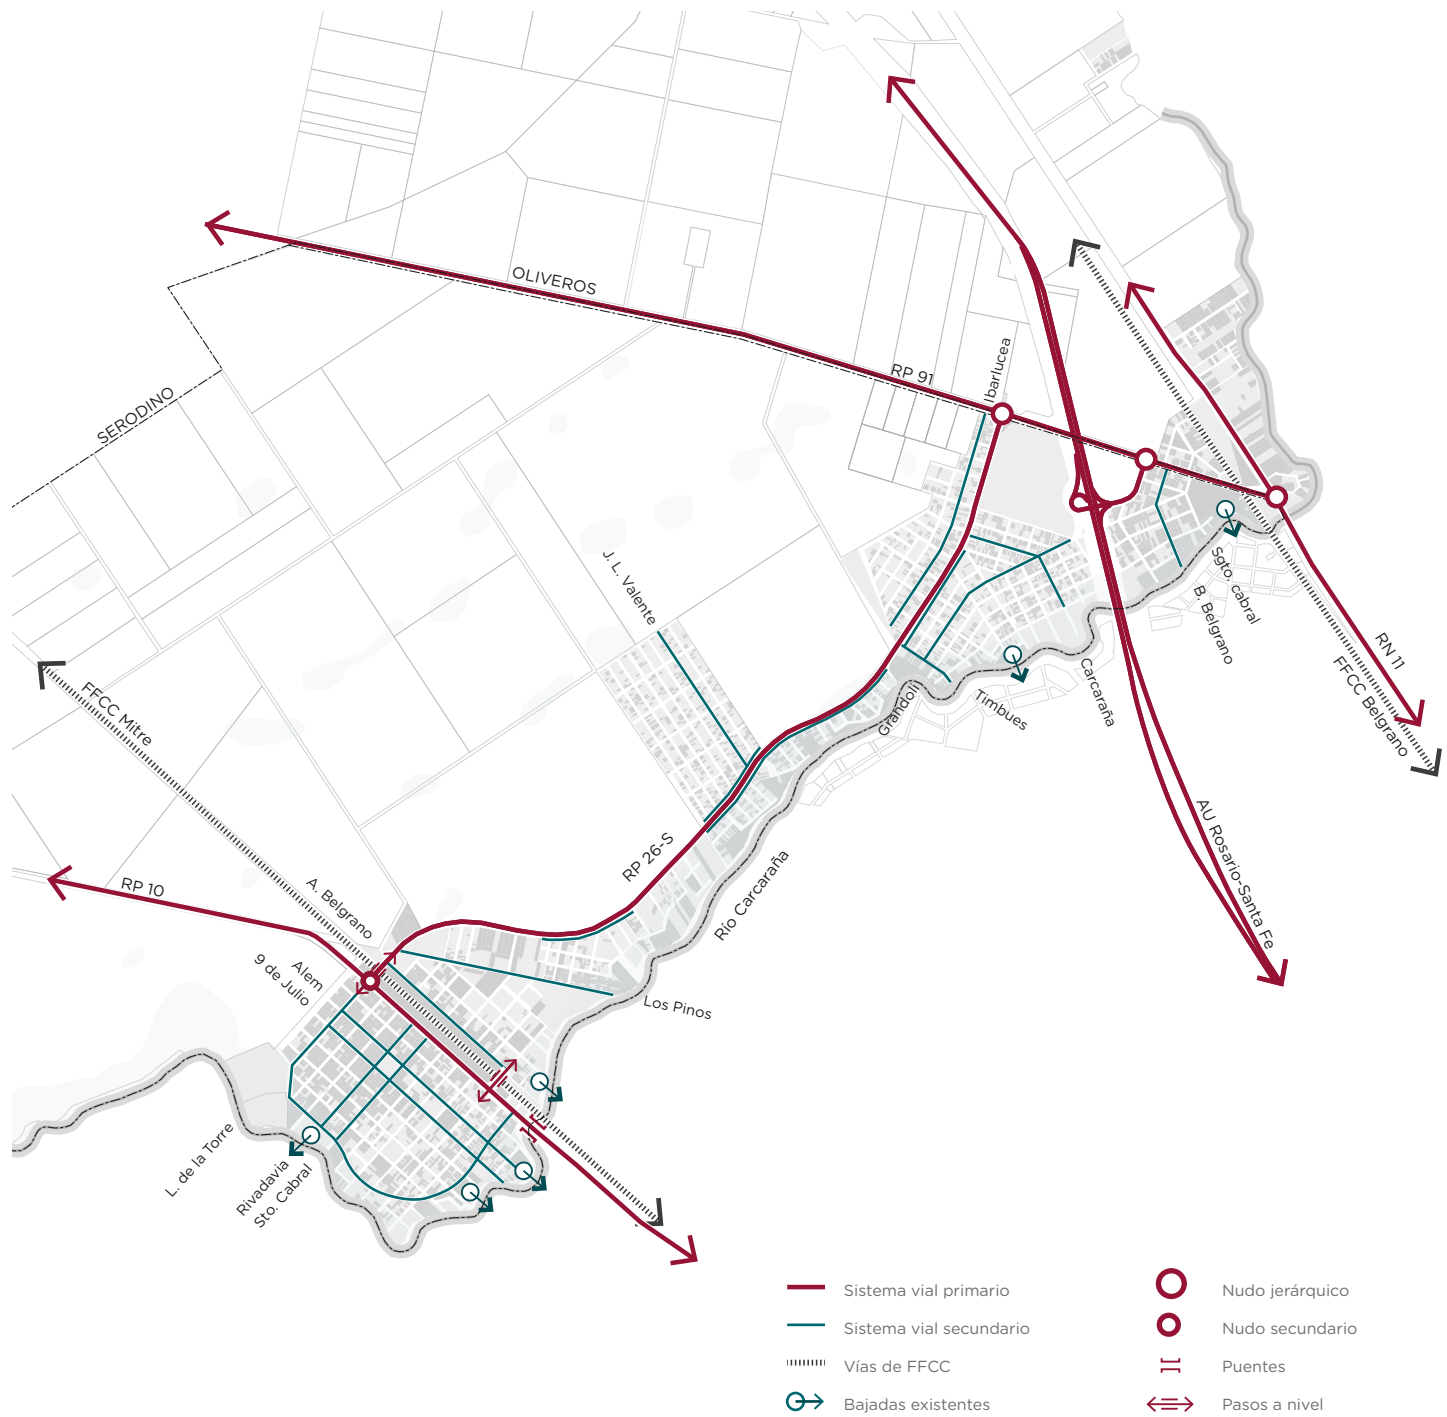 OLIVEROS
Ibarlucea
RP 91
SERODINO
J. L. Valente
Sgto. cabral
B. Belgrano
RN 11
FFCC Belgrano
Carcaraña
Timbues
Grandoli
FFCC Mitre
AU Rosario-Santa Fe
RP 26-S
Río Carcaraña
RP 10
A. Belgrano
Alem
9 de Julio
Los Pinos
L. de la Torre
Rivadavia
Sto. Cabral
Sistema vial primario
Sistema vial secundario
Vías de FFCC
Bajadas existentes
Nudo jerárquico
Nudo secundario
Puentes
Pasos a nivel